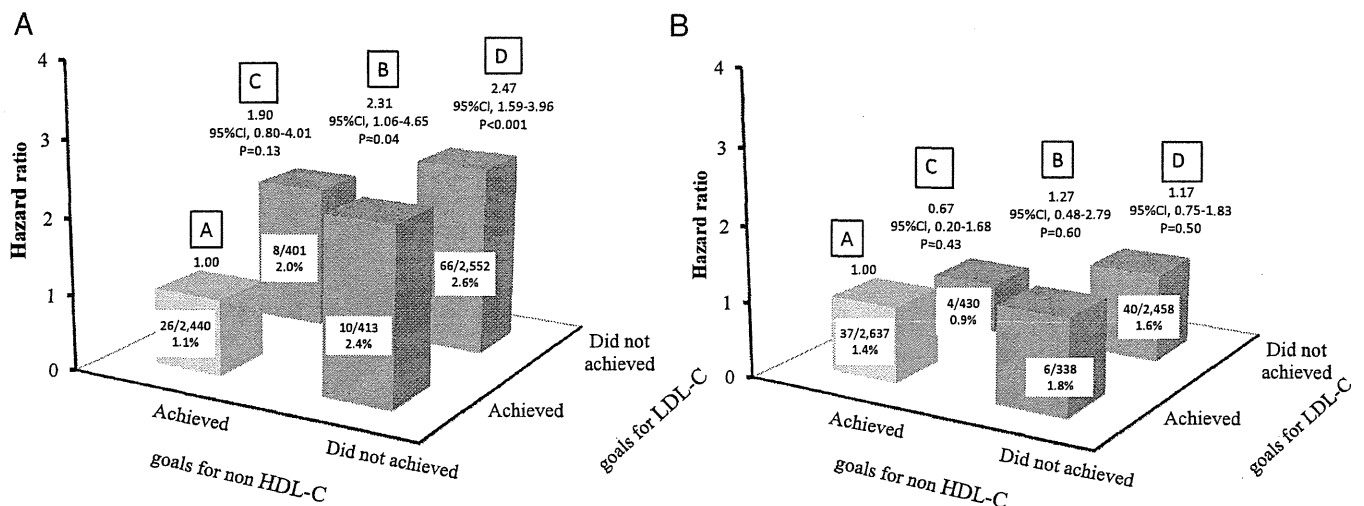 A
Hazard ratio
4
3
2
1
0
C
1.90
95%CI, 0.80-4.01
P=0.13
B
2.31
95%CI, 1.06-4.65
P=0.04
D
2.47
95%CI, 1.59-3.96
P<0.001
A
1.00
26/2,440
1.1%
8/401
2.0%
10/413
2.4%
66/2,552
2.6%
Achieved
Did not achieved
goals for non HDL-C
Achieved
Did not
achieved
goals for LDL-C
B
Hazard ratio
4
3
2
1
0
C
0.67
95%CI, 0.20-1.68
P=0.43
B
1.27
95%CI, 0.48-2.79
P=0.60
D
1.17
95%CI, 0.75-1.83
P=0.50
A
1.00
37/2,637
1.4%
4/430
0.9%
6/338
1.8%
40/2,458
1.6%
Achieved
Did not achieved
goals for non HDL-C
Achieved
Did not
achieved
goals for LDL-C